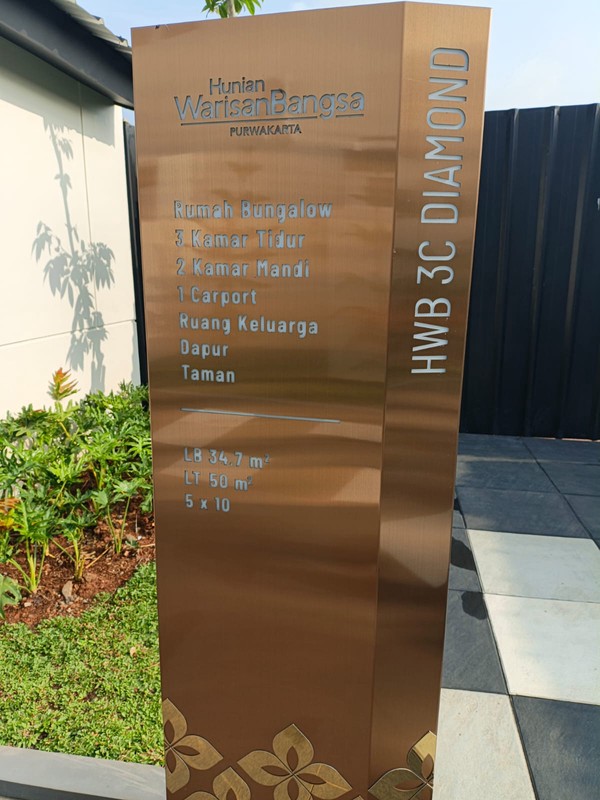 Hunian
WarisanBangsa
PURWAKARTA
Rumah Bungalow
3 Kamar Tidur
2 Kamar Mandi
1 Carport
Ruang Keluarga
Dapur
Taman
LB 34.7 m²
LT 50 m²
5 x 10
HWB 3C DIAMOND